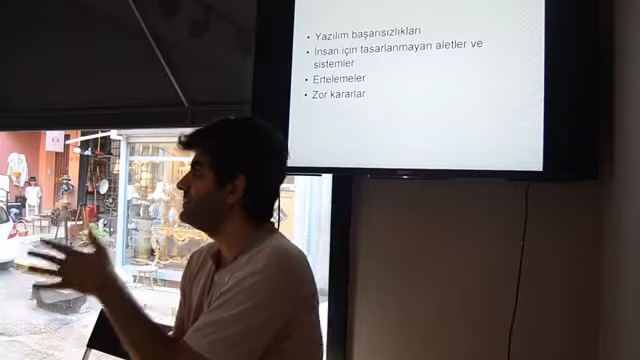 • Yazılım başarısızlıkları
• İnsan için tasarlanmayan aletler ve
sistemler
• Ertelemeler
• Zor kararlar